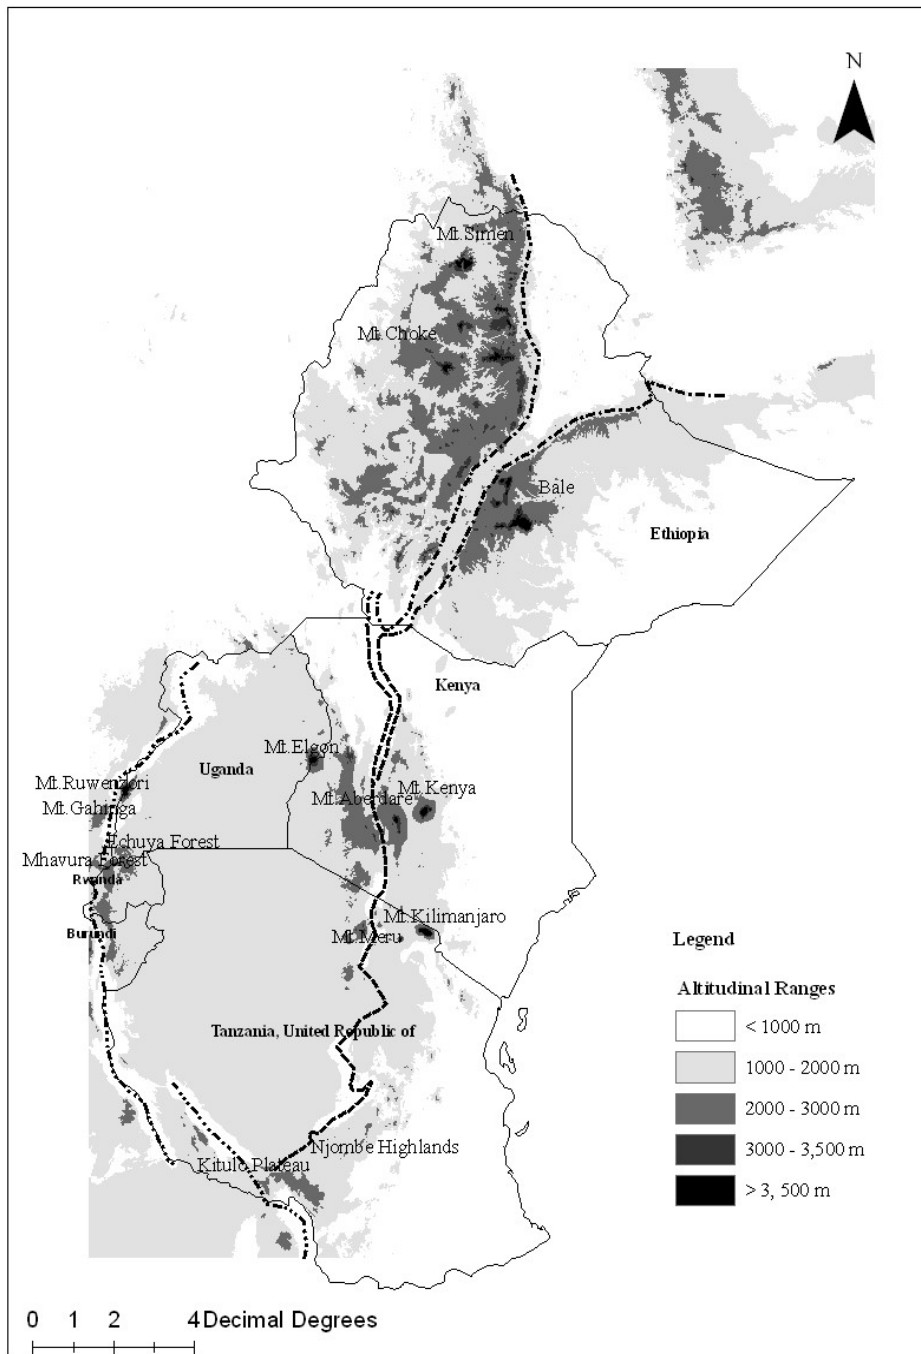 N
Mt.Simen
Mt.Choke
Bale
Ethiopia
Kenya
Mt.Elgon
Uganda
Mt.Ruwenzori
Mt.Kenya
Mt.Aberdare
Mt.Gahinga
Echuya Forest
Mhavura Forest
Rwanda
Mt.Kilimanjaro
Burundi
Mt.Meru
Legend
Altitudinal Ranges
Tanzania, United Republic of
< 1000 m
1000 - 2000 m
2000 - 3000 m
Njombe Highlands
3000 - 3,500 m
Kitulo Plateau
> 3, 500 m
0 1 2 4 Decimal Degrees